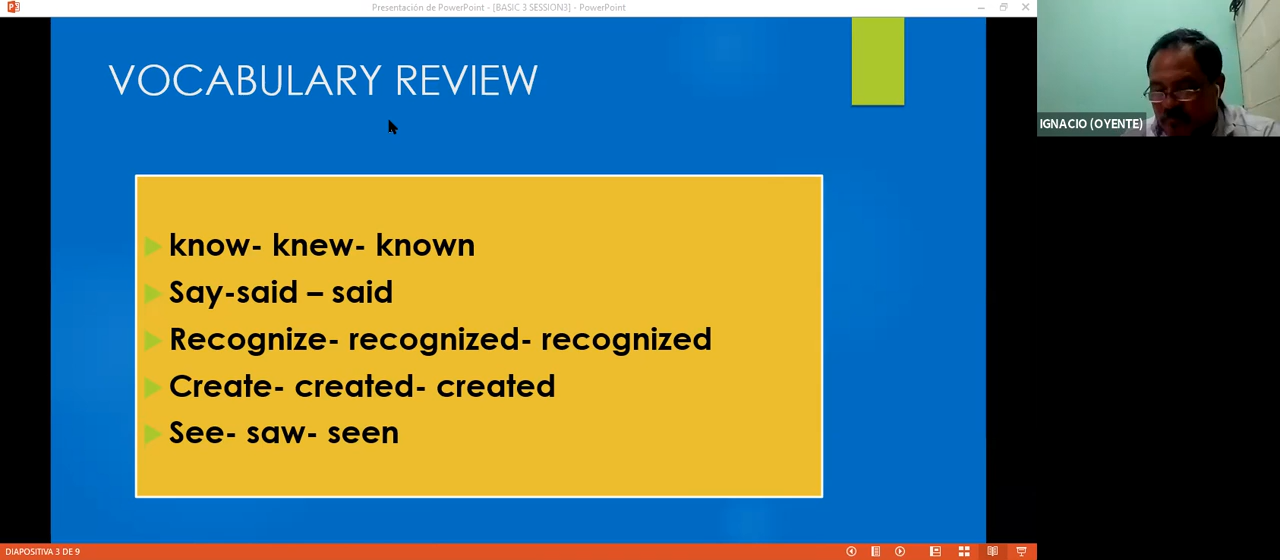 Presentación de PowerPoint - [BASIC 3 SESSION3] - PowerPoint
VOCABULARY REVIEW
IGNACIO (OYENTE)
know- knew- known
Say-said – said
Recognize- recognized- recognized
Create- created- created
See- saw- seen
DIAPOSITIVA 3 DE 9